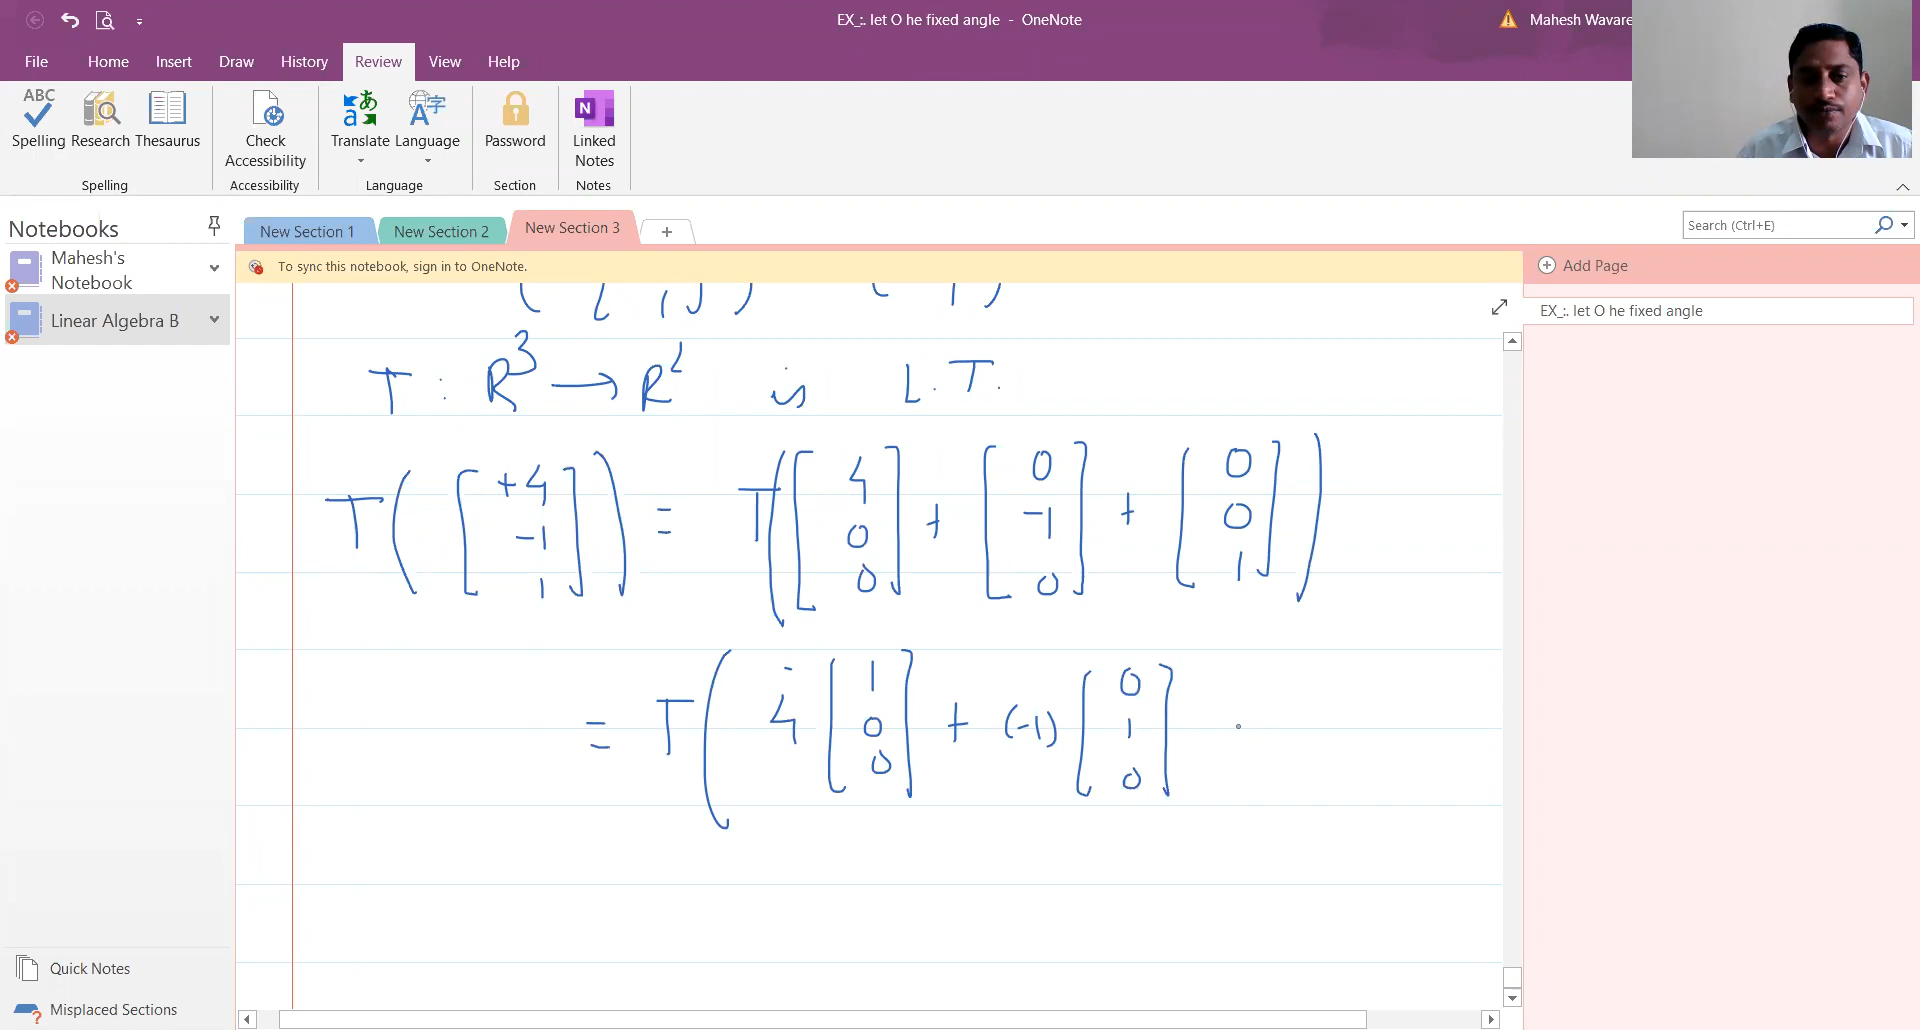 EX_:. let O he fixed angle - OneNote
Mahesh Wavare
File Home Insert Draw History Review View Help
ABC
Spelling Research Thesaurus Check Accessibility Translate Language Password Linked Notes
Spelling Accessibility Language Section Notes
Notebooks
Mahesh's Notebook
Linear Algebra B
New Section 1 New Section 2 New Section 3 +
Search (Ctrl+E)
To sync this notebook, sign in to OneNote.
Add Page
EX_:. let O he fixed angle
T : R³ → R² is L.T.
T([+4 -1 1]) = T([4 0 0] + [0 -1 0] + [0 0 1])
= T(4[1 0 0] + (-1)[0 1 0]
Quick Notes
Misplaced Sections